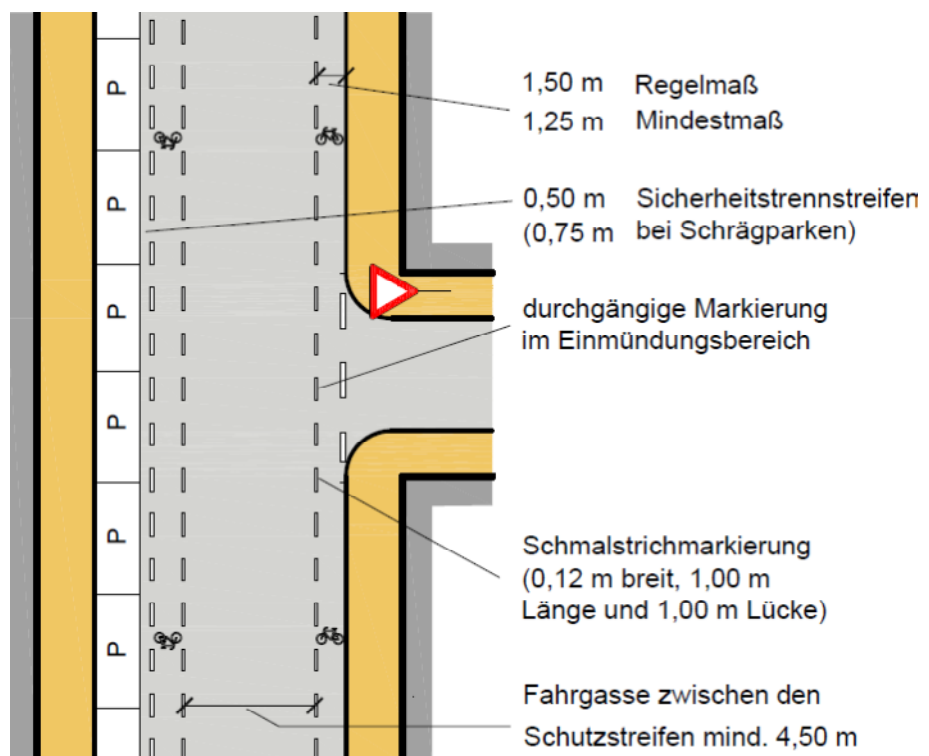 1,50 m Regelmaß
1,25 m Mindestmaß
0,50 m Sicherheitstrennstreifen
(0,75 m bei Schrägparken)
durchgängige Markierung
im Einmündungsbereich
Schmalstrichmarkierung
(0,12 m breit, 1,00 m
Länge und 1,00 m Lücke)
Fahrgasse zwischen den
Schutzstreifen mind. 4,50 m
P
P
P
P
P
P